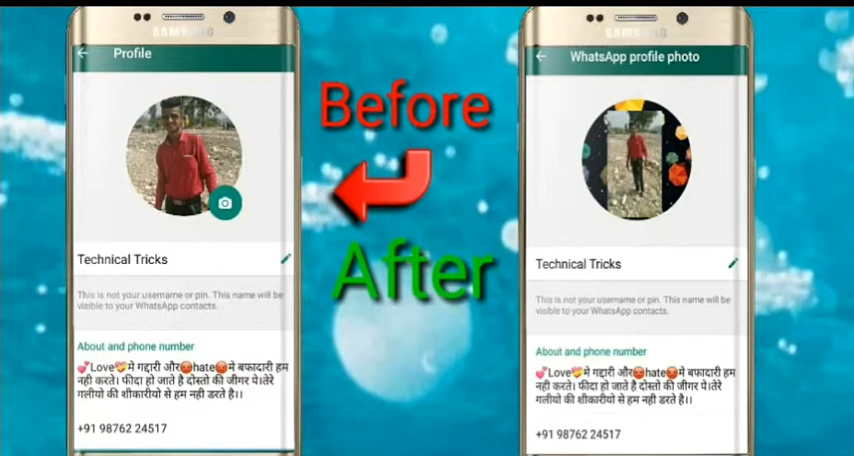 SAMSUNG
Profile
Technical Tricks
This is not your username or pin. This name will be
visible to your WhatsApp contacts.
About and phone number
💞Love💝मे गद्दारी और😡hate😡मे बफादारी हम
नही करते। फीदा हो जाते है दोस्तो की जीगर पे।तेरे
गलीयो की शीकारीयो से हम नही डरते है।।
+91 98762 24517
Before
After
SAMSUNG
WhatsApp profile photo
Technical Tricks
This is not your username or pin. This name will be
visible to your WhatsApp contacts.
About and phone number
💞Love💝मे गद्दारी और😡hate😡मे बफादारी हम
नही करते। फीदा हो जाते है दोस्तो की जीगर पे।तेरे
गलीयो की शीकारीयो से हम नही डरते है।।
+91 98762 24517